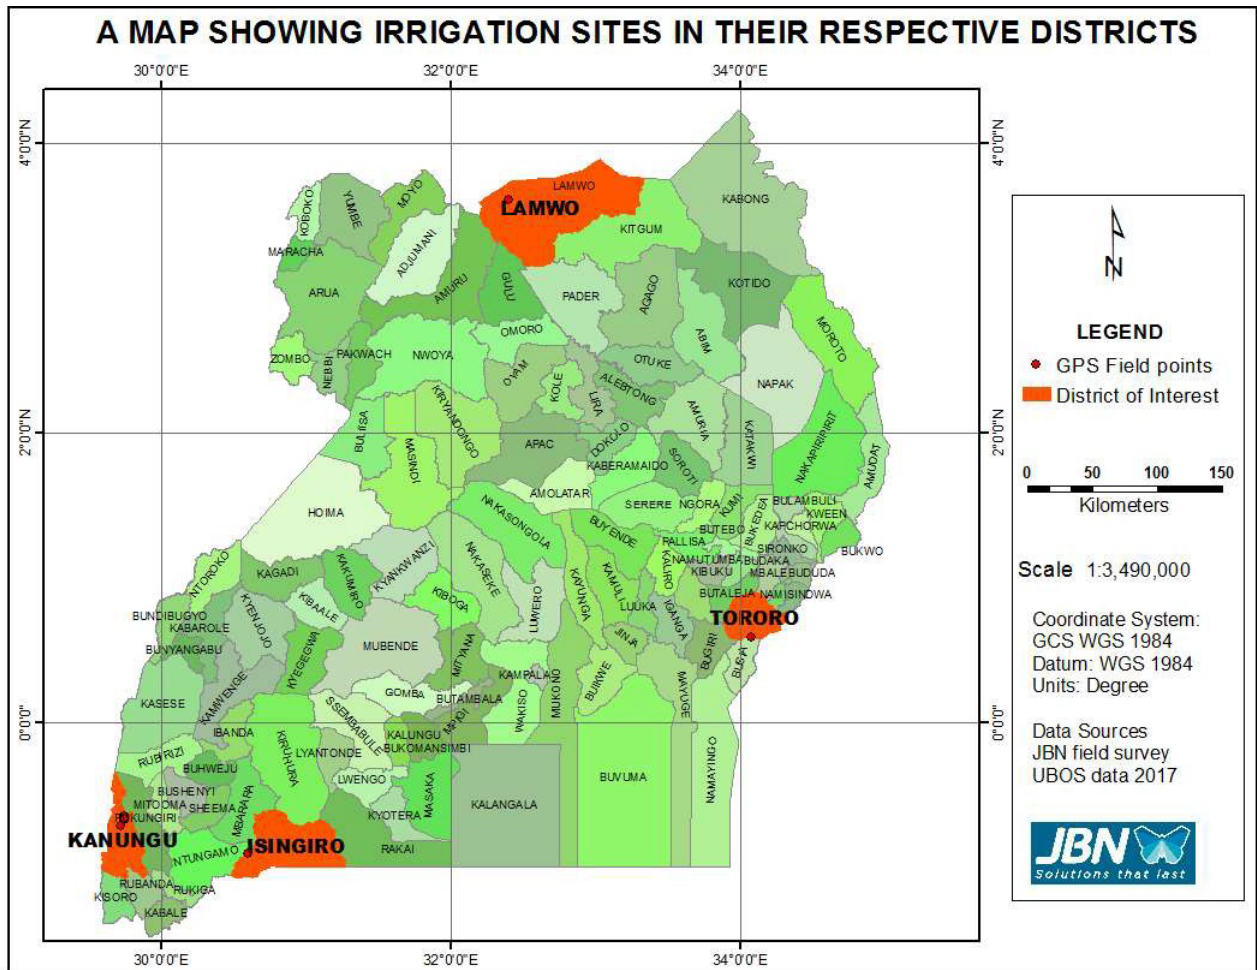 A MAP SHOWING IRRIGATION SITES IN THEIR RESPECTIVE DISTRICTS
30°0'0"E 32°0'0"E 34°0'0"E
4°0'0"N 4°0'0"N
KOBOKO
YUMBE
MOYO
LAMWO
LAMWO
KABONG
MARACHA
ADJUMANI
KITGUM
ARUA
AMURU
GULU
PADER
AGAGO
KOTIDO
MOROTO
ZOMBO
NEBBI
PAKWACH
NWOYA
OMORO
OTUKE
ABIM
NAPAK
OYAM
KOLE
LIRA
ALEBTONG
AMURIA
KATAKWI
NAKAPIRIPIRIT
AMUDAT
2°0'0"N 2°0'0"N
BULIISA
MASINDI
KIRYANDONGO
APAC
DOKOLO
KABERAMAIDO
SOROTI
HOIMA
AMOLATAR
SERERE
NGORA
KUMI
BUKEDEA
BULAMBULI
KWEEN
KAPCHORWA
BUKWO
NAKASONGOLA
BUYENDE
BUTEBO
PALLISA
SIRONKO
NTOROKO
KAGADI
KAKUMIRO
KYANKWANZI
NAKASEKE
KAYUNGA
KAMULI
KALIRO
NAMUTUMBA
BUDAKA
KIBUKU
MBALE
BUDUDA
BUNDIBUGYO
KABAROLE
KYENJOJO
KIBAALE
KIBOGA
LUWERO
LUUKA
IGANGA
BUTALEJA
NAMISINDWA
TORORO
BUNYANGABU
KYEGEGWA
MUBENDE
MITYANA
JINJA
BUGIRI
BUSIA
KASESE
KAMWENGE
GOMBA
BUTAMBALA
KAMPALA
MUKONO
BUIKWE
MAYUGE
0°0'0" 0°0'0"
IBANDA
KIRUHURA
SSEMBABULE
MPIGI
WAKISO
NAMAYINGO
RUBIRIZI
BUHWEJU
LYANTONDE
KALUNGU
BUKOMANSIMBI
BUVUMA
BUSHENYI
MITOOMA
SHEEMA
MBARARA
LWENGO
MASAKA
KALANGALA
KYOTERA
KANUNGU
NTUNGAMO
ISINGIRO
RAKAI
RUBANDA
RUKIGA
KISORO
KABALE
30°0'0"E 32°0'0"E 34°0'0"E
N
LEGEND
GPS Field points
District of Interest
0 50 100 150
Kilometers
Scale 1:3,490,000
Coordinate System:
GCS WGS 1984
Datum: WGS 1984
Units: Degree
Data Sources
JBN field survey
UBOS data 2017
JBN
Solutions that last